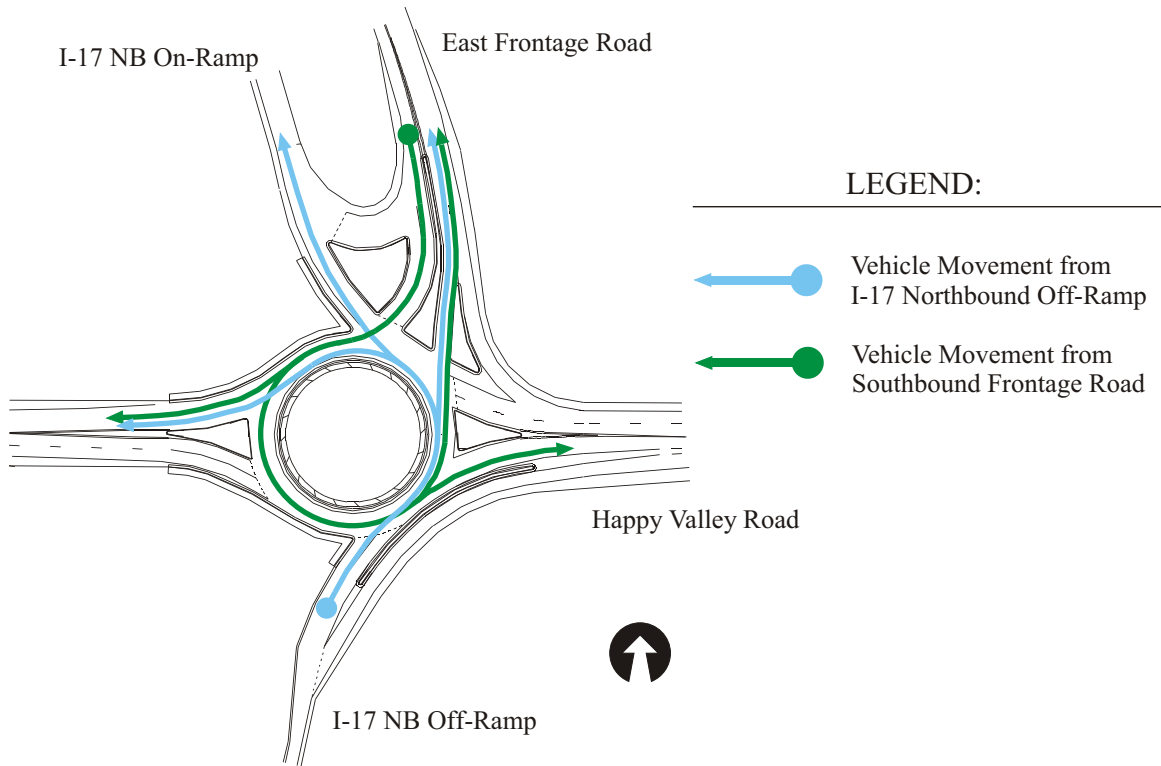 East Frontage Road
I-17 NB On-Ramp
LEGEND:
Vehicle Movement from
I-17 Northbound Off-Ramp
Vehicle Movement from
Southbound Frontage Road
Happy Valley Road
I-17 NB Off-Ramp